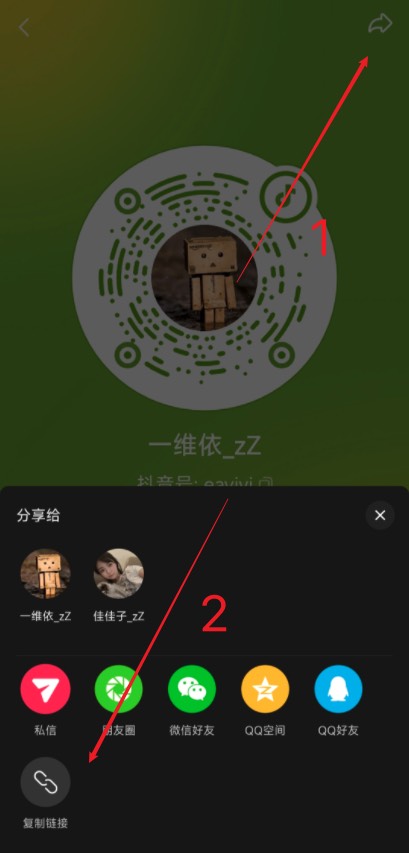 1
一维依_zZ
抖音号: eayiyi
分享给
一维依_zZ
佳佳子_zZ
2
私信
朋友圈
微信好友
QQ空间
QQ好友
复制链接